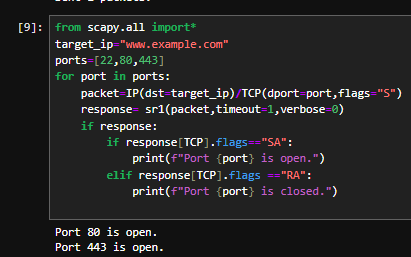 [9]: from scapy.all import*
target_ip="www.example.com"
ports=[22,80,443]
for port in ports:
    packet=IP(dst=target_ip)/TCP(dport=port,flags="S")
    response= sr1(packet,timeout=1,verbose=0)
    if response:
        if response[TCP].flags=="SA":
            print(f"Port {port} is open.")
        elif response[TCP].flags =="RA":
            print(f"Port {port} is closed.")
Port 80 is open.
Port 443 is open.